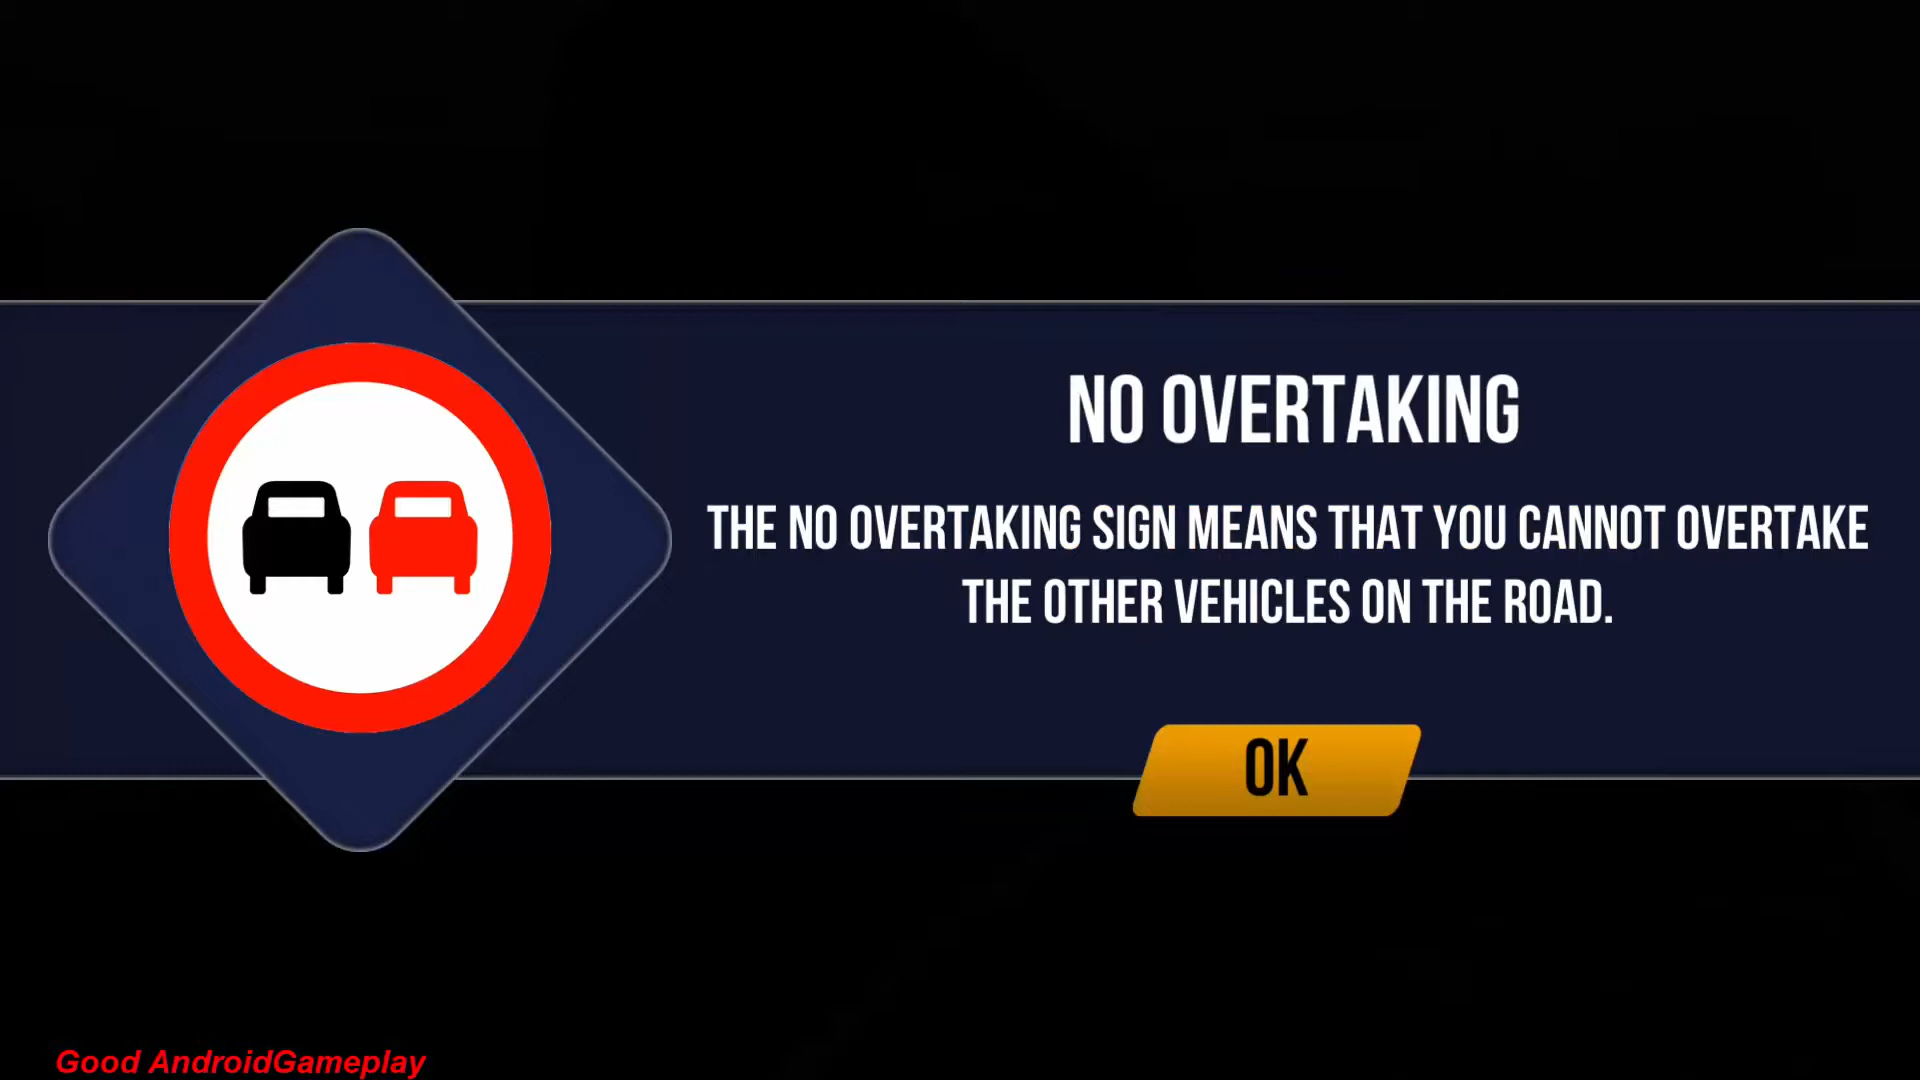 NO OVERTAKING
THE NO OVERTAKING SIGN MEANS THAT YOU CANNOT OVERTAKE
THE OTHER VEHICLES ON THE ROAD.
OK
Good AndroidGameplay